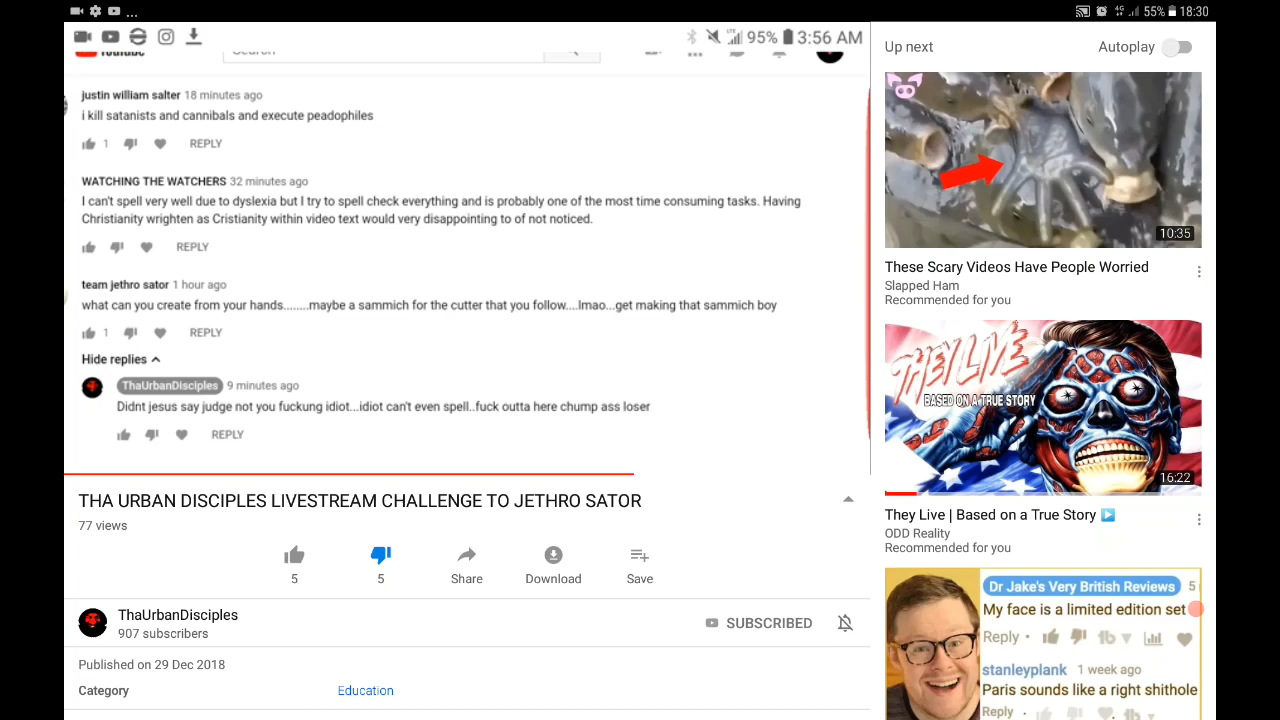 ... 4G 55% 18:30
LTE 95% 3:56 AM
justin william salter 18 minutes ago
i kill satanists and cannibals and execute peadophiles
1 REPLY
WATCHING THE WATCHERS 32 minutes ago
I can't spell very well due to dyslexia but I try to spell check everything and is probably one of the most time consuming tasks. Having
Christianity wrighten as Cristianity within video text would very disappointing to of not noticed.
REPLY
team jethro sator 1 hour ago
what can you create from your hands........maybe a sammich for the cutter that you follow....lmao...get making that sammich boy
1 REPLY
Hide replies
ThaUrbanDisciples 9 minutes ago
Didnt jesus say judge not you fuckung idiot...idiot can't even spell..fuck outta here chump ass loser
REPLY
THA URBAN DISCIPLES LIVESTREAM CHALLENGE TO JETHRO SATOR
77 views
5 5 Share Download Save
ThaUrbanDisciples
907 subscribers
SUBSCRIBED
Published on 29 Dec 2018
Category Education
Up next Autoplay
10:35
These Scary Videos Have People Worried
Slapped Ham
Recommended for you
THEY LIVE
BASED ON A TRUE STORY
16:22
They Live | Based on a True Story
ODD Reality
Recommended for you
Dr Jake's Very British Reviews 5
My face is a limited edition set
Reply
stanleyplank 1 week ago
Paris sounds like a right shithole
Reply